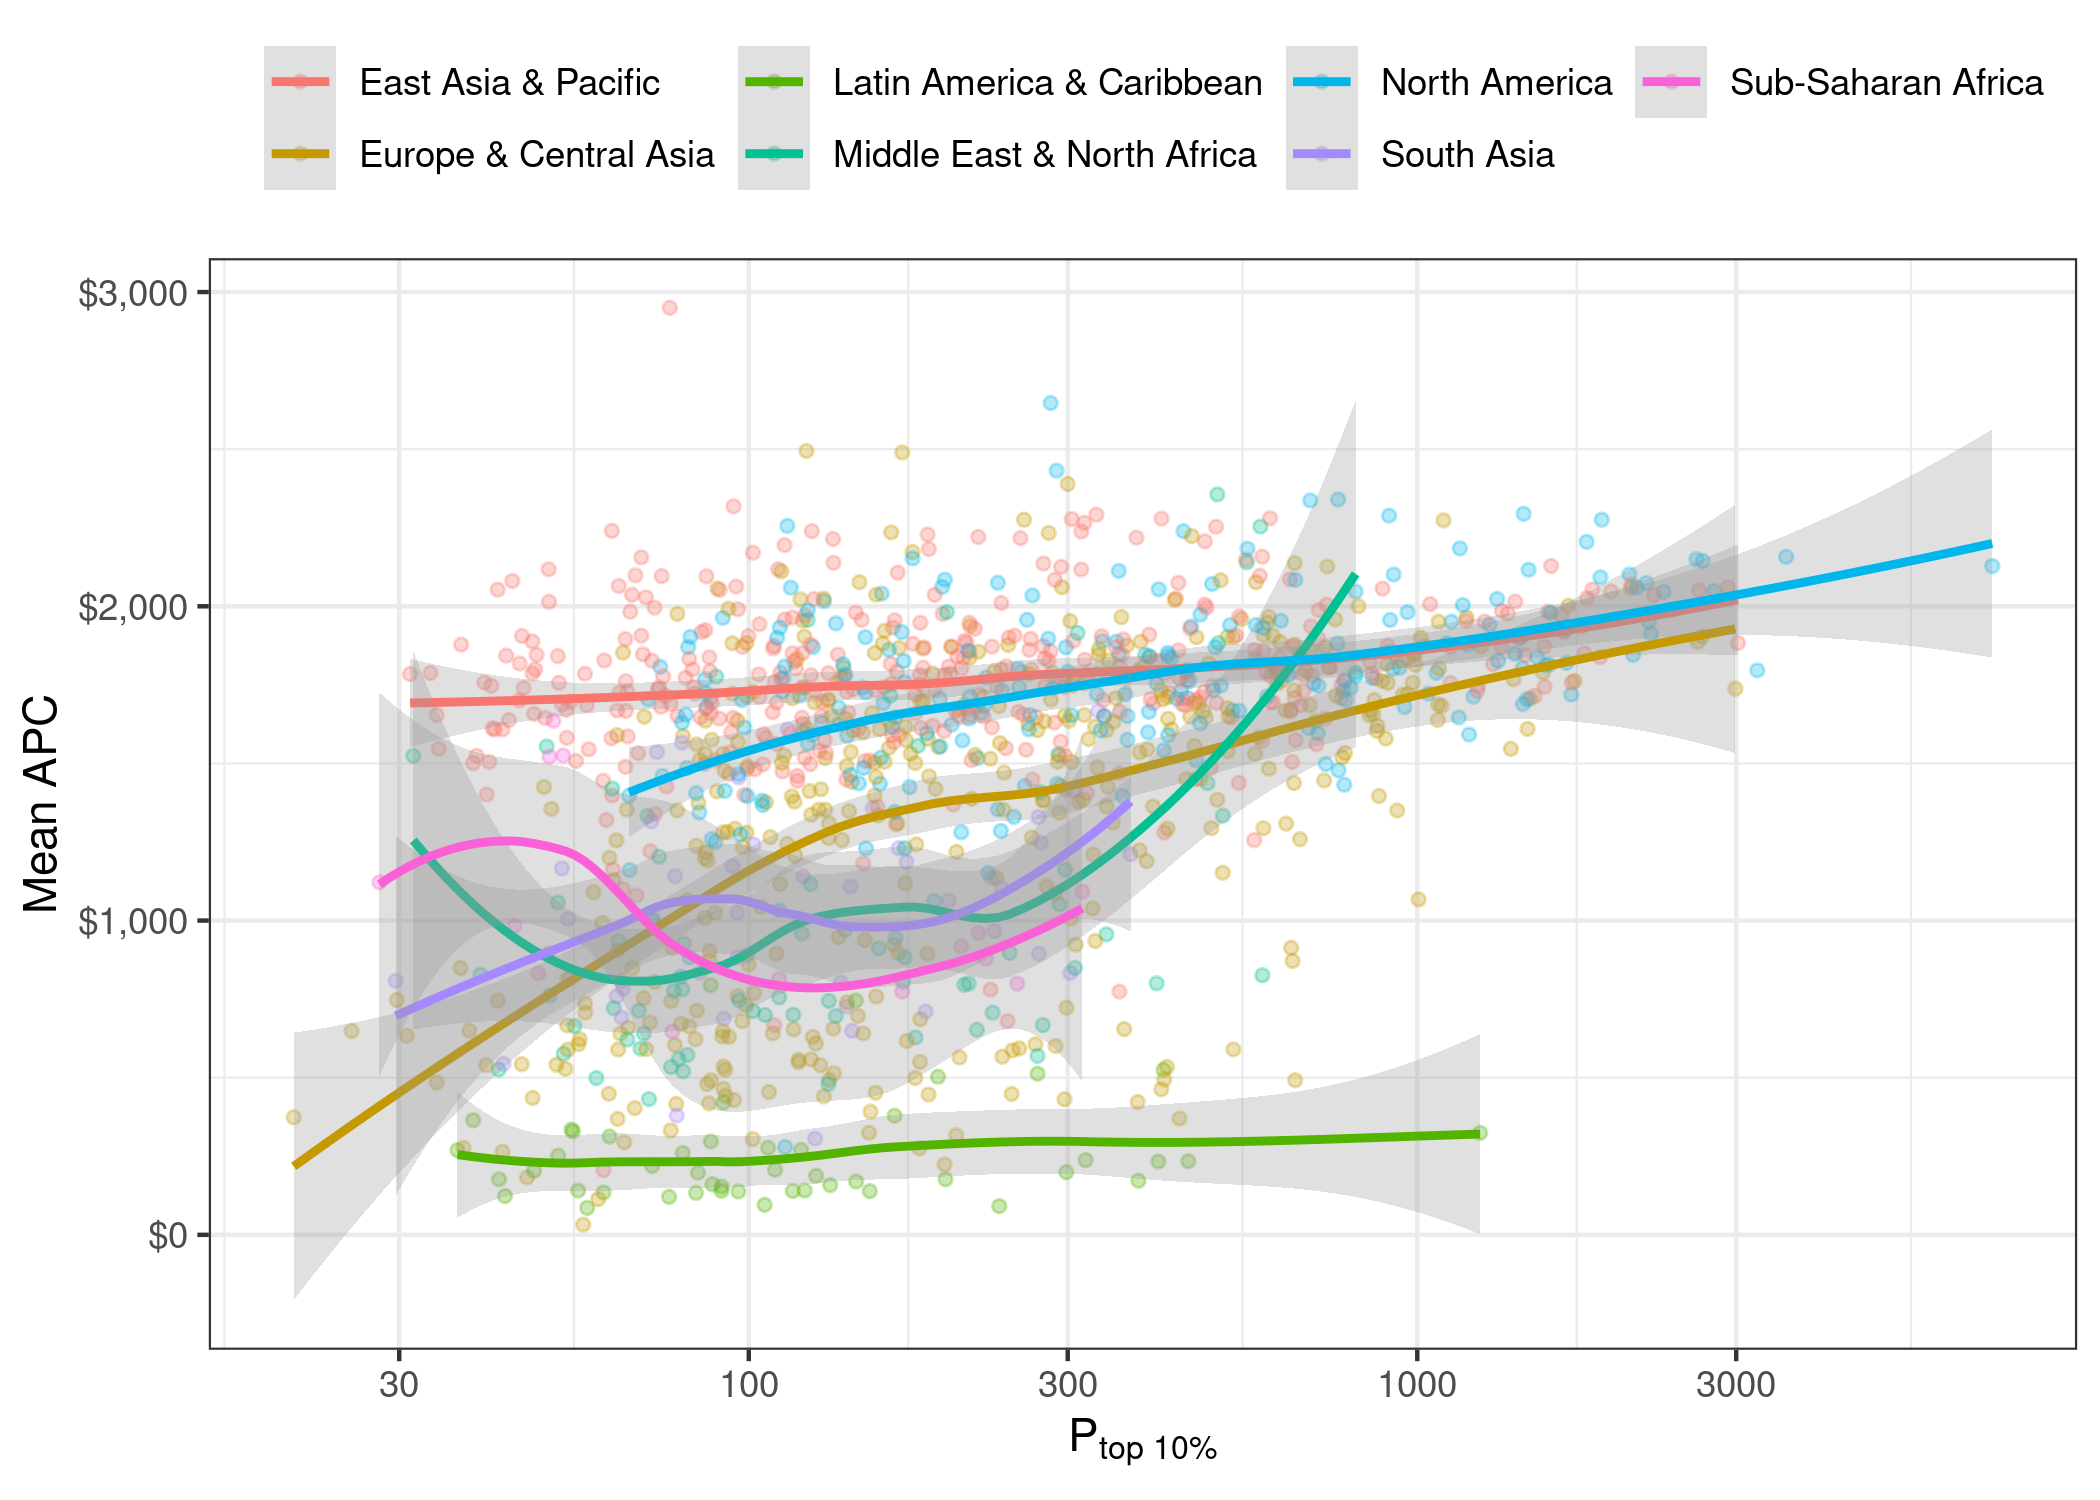 East Asia & Pacific Latin America & Caribbean North America Sub-Saharan Africa
Europe & Central Asia Middle East & North Africa South Asia
$3,000
$2,000
$1,000
$0
Mean APC
30 100 300 1000 3000
P top 10%